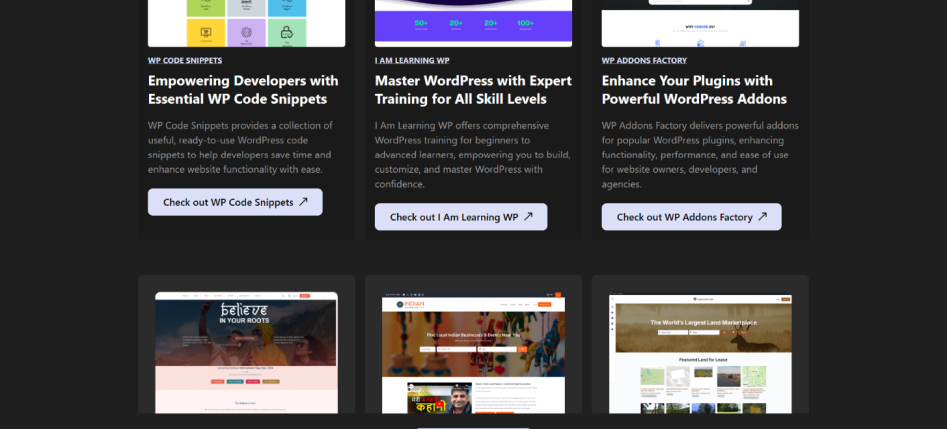 50+ 20+ 20+ 100+
WHY CHOOSE US?
WP CODE SNIPPETS
Empowering Developers with
Essential WP Code Snippets
WP Code Snippets provides a collection of
useful, ready-to-use WordPress code
snippets to help developers save time and
enhance website functionality with ease.
Check out WP Code Snippets
I AM LEARNING WP
Master WordPress with Expert
Training for All Skill Levels
I Am Learning WP offers comprehensive
WordPress training for beginners to
advanced learners, empowering you to build,
customize, and master WordPress with
confidence.
Check out I Am Learning WP
WP ADDONS FACTORY
Enhance Your Plugins with
Powerful WordPress Addons
WP Addons Factory delivers powerful addons
for popular WordPress plugins, enhancing
functionality, performance, and ease of use
for website owners, developers, and
agencies.
Check out WP Addons Factory
believe
IN YOUR ROOTS
INDIAN
Find Local Indian Businesses & Events Near You
कहानी
The World's Largest Land Marketplace
Featured Land for Lease